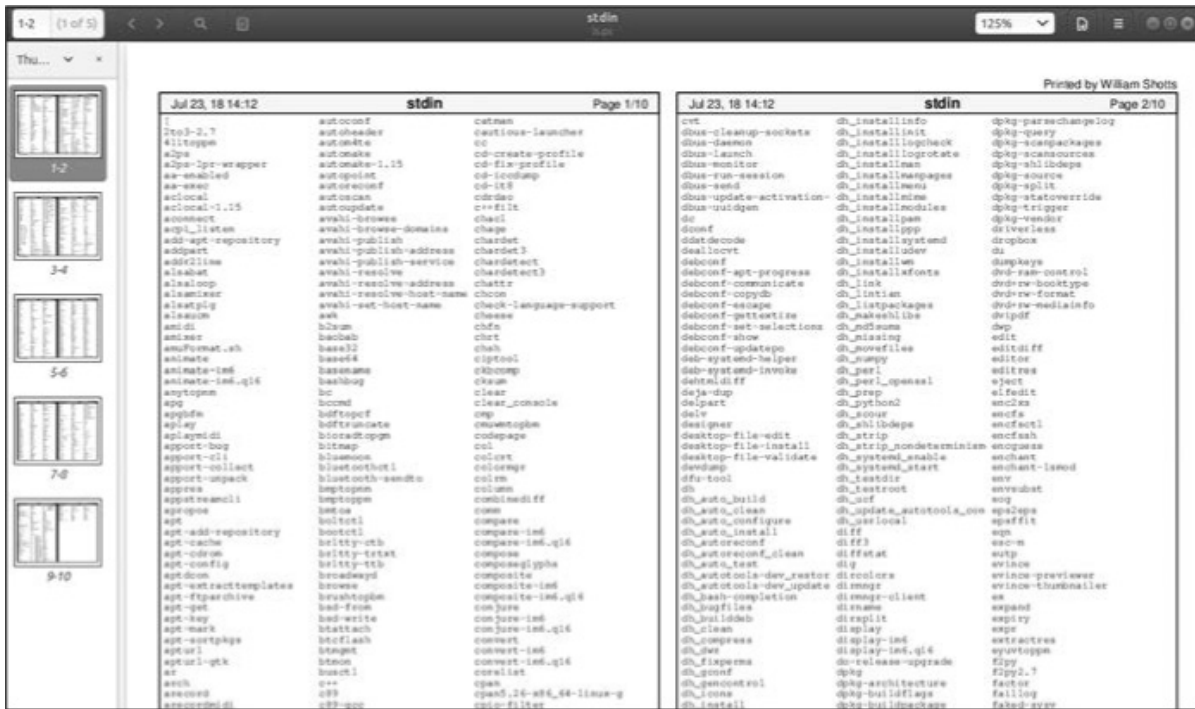 1-2 (1 of 5)
stdin
ls.ps
125%
Thu...
1-2
3-4
5-6
7-8
9-10
Printed by William Shotts
Jul 23, 18 14:12 stdin Page 1/10
[
2to3-2.7
411toppm
a2ps
a2ps-lpr-wrapper
aa-enabled
aa-exec
aclocal
aclocal-1.15
aconnect
acpi_listen
add-apt-repository
addpart
addr2line
alsabat
alsaloop
alsamixer
alsatplg
alsaucm
amidi
amixer
amuFormat.sh
animate
animate-im6
animate-im6.q16
anytopnm
apg
apgbfm
aplay
aplaymidi
apport-bug
apport-cli
apport-collect
apport-unpack
appres
appstreamcli
apropos
apt
apt-add-repository
apt-cache
apt-cdrom
apt-config
aptdcon
apt-extracttemplates
apt-ftparchive
apt-get
apt-key
apt-mark
apt-sortpkgs
apturl
apturl-gtk
ar
arch
arecord
arecordmidi
autoconf
autoheader
autom4te
automake
automake-1.15
autopoint
autoreconf
autoscan
autoupdate
avahi-browse
avahi-browse-domains
avahi-publish
avahi-publish-address
avahi-publish-service
avahi-resolve
avahi-resolve-address
avahi-resolve-host-name
avahi-set-host-name
awk
b2sum
baobab
base32
base64
basename
bashbug
bc
bccmd
bdftopcf
bdftruncate
bioradtopgm
bitmap
bluemoon
bluetoothctl
bluetooth-sendto
bmptopnm
bmptoppm
bmtoa
boltctl
bootctl
brltty-ctb
brltty-trtxt
brltty-ttb
broadwayd
browse
brushtopbm
bsd-from
bsd-write
btattach
btcflash
btmgmt
btmon
busctl
c++
c89
c89-gcc
catman
cautious-launcher
cc
cd-create-profile
cd-fix-profile
cd-iccdump
cd-it8
cdrdao
c++filt
chacl
chage
chardet
chardet3
chardetect
chardetect3
chattr
chcon
check-language-support
cheese
chfn
chrt
chsh
ciptool
ckbcomp
cksum
clear
clear_console
cmp
cmuwmtopbm
codepage
col
colcrt
colormgr
colrm
column
combinediff
comm
compare
compare-im6
compare-im6.q16
compose
composeglyphs
composite
composite-im6
composite-im6.q16
conjure
conjure-im6
conjure-im6.q16
convert
convert-im6
convert-im6.q16
corelist
cpan
cpan5.26-x86_64-linux-g
cpio-filter
Jul 23, 18 14:12 stdin Page 2/10
cvt
dbus-cleanup-sockets
dbus-daemon
dbus-launch
dbus-monitor
dbus-run-session
dbus-send
dbus-update-activation-
dbus-uuidgen
dc
dconf
ddstdecode
deallocvt
debconf
debconf-apt-progress
debconf-communicate
debconf-copydb
debconf-escape
debconf-gettextize
debconf-set-selections
debconf-show
debconf-updatepo
deb-systemd-helper
deb-systemd-invoke
dehtmldiff
deja-dup
delpart
delv
designer
desktop-file-edit
desktop-file-install
desktop-file-validate
devdump
dfu-tool
dh
dh_auto_build
dh_auto_clean
dh_auto_configure
dh_auto_install
dh_autoreconf
dh_autoreconf_clean
dh_auto_test
dh_autotools-dev_restor
dh_autotools-dev_update
dh_bash-completion
dh_bugfiles
dh_builddeb
dh_clean
dh_compress
dh_dwz
dh_fixperms
dh_gconf
dh_gencontrol
dh_icons
dh_install
dh_installinfo
dh_installinit
dh_installlogcheck
dh_installlogrotate
dh_installman
dh_installmanpages
dh_installmenu
dh_installmime
dh_installmodules
dh_installpam
dh_installppp
dh_installsystemd
dh_installudev
dh_installwm
dh_installxfonts
dh_link
dh_lintian
dh_listpackages
dh_makeshlibs
dh_md5sums
dh_missing
dh_movefiles
dh_numpy
dh_perl
dh_perl_openssl
dh_prep
dh_python2
dh_scour
dh_shlibdeps
dh_strip
dh_strip_nondeterminism
dh_systemd_enable
dh_systemd_start
dh_testdir
dh_testroot
dh_ucf
dh_update_autotools_con
dh_usrlocal
diff
diff3
diffstat
dig
dircolors
dirmngr
dirmngr-client
dirname
dirsplit
display
display-im6
display-im6.q16
do-release-upgrade
dpkg
dpkg-architecture
dpkg-buildflags
dpkg-buildpackage
dpkg-parsechangelog
dpkg-query
dpkg-scanpackages
dpkg-scansources
dpkg-shlibdeps
dpkg-source
dpkg-split
dpkg-statoverride
dpkg-trigger
dpkg-vendor
driverless
dropbox
du
dumpkeys
dvd-ram-control
dvd+rw-booktype
dvd+rw-format
dvd+rw-mediainfo
dvipdf
dwp
edit
editdiff
editor
editres
eject
elfedit
enc2xs
encfs
encfsctl
encfssh
encguess
enchant
enchant-lsmod
env
envsubst
eog
eps2eps
epsffit
eqn
esc-m
eutp
evince
evince-previewer
evince-thumbnailer
ex
expand
expiry
expr
extractres
eyuvtoppm
f2py
f2py2.7
factor
faillog
faked-sysv